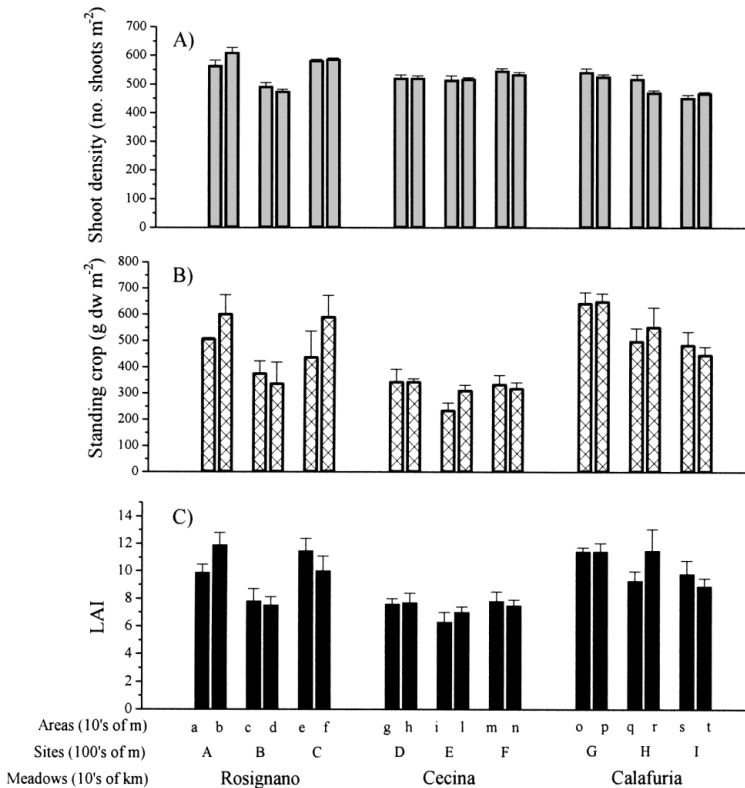 A)
Shoot density (no. shoots m-2)
700
600
500
400
300
200
100
0
B)
Standing crop (g dw m-2)
800
700
600
500
400
300
200
100
0
C)
LAI
14
12
10
8
6
4
2
0
Areas (10's of m) a b c d e f g h i l m n o p q r s t
Sites (100's of m) A B C D E F G H I
Meadows (10's of km) Rosignano Cecina Calafuria